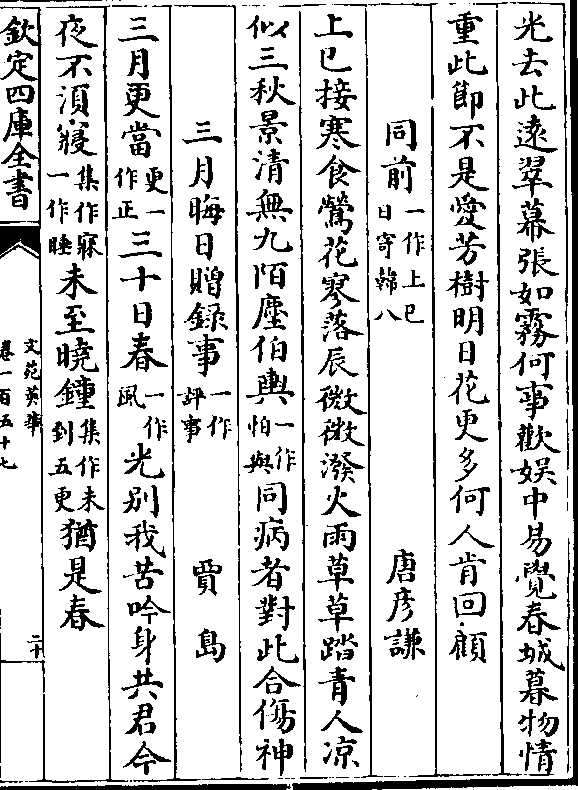 光去此遠翠幕張如霧何事歡娱中易覺春城暮物情
重此節不是愛芳樹明日花更多何人肯回顧
同前一作上巳日寄韓八 唐彦謙
上巳接寒食鶯花寥落辰微微潑火雨草草踏青人凉
似三秋景清無九陌塵伯輿一作怕與同病者對此合傷神
三月晦日贈録事一作評事 賈島
三月更當更一作正三十日春一作風光别我苦吟身共君今
夜不湏寢集作寐一作睡未至曉鐘集作未到五更猶是春
欽定四庫全書
文苑英華
卷一百五十七
二十